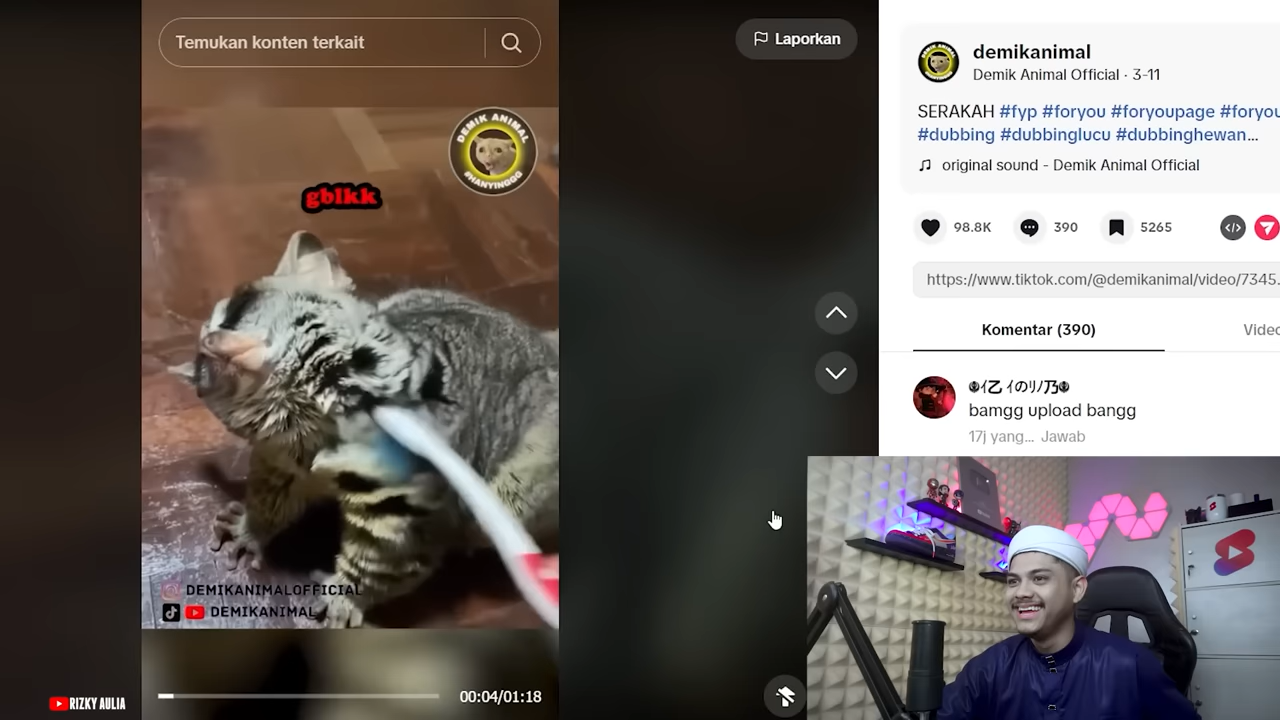 Temukan konten terkait
Laporkan
DEMIK ANIMAL
#HANYINGGG
gblkk
DEMIKANIMALOFFICIAL
DEMIKANIMAL
00:04/01:18
RIZKY AULIA
demikanimal
Demik Animal Official · 3-11
SERAKAH #fyp #foryou #foryoupage #foryou
#dubbing #dubbinglucu #dubbinghewan...
original sound - Demik Animal Official
98.8K
390
5265
https://www.tiktok.com/@demikanimal/video/7345.
Komentar (390)
Video
bamgg upload bangg
17j yang... Jawab